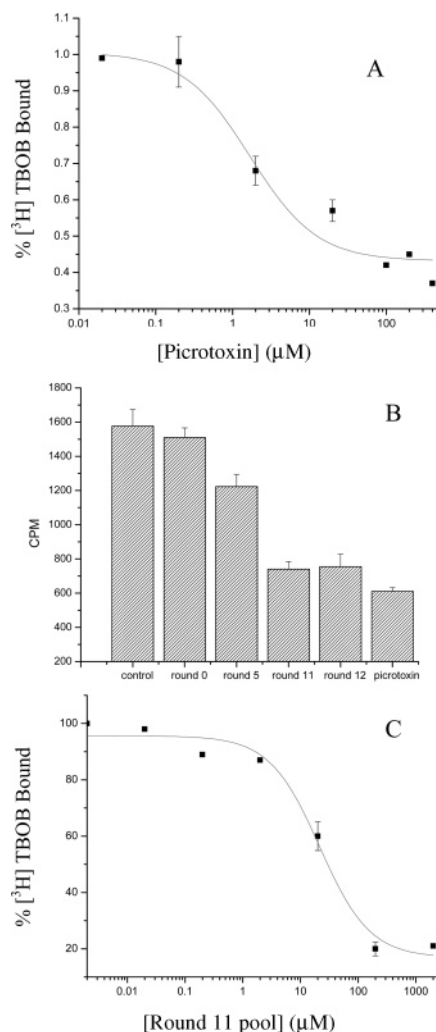 A
1.0
0.9
0.8
0.7
0.6
0.5
0.4
0.3
% [³H] TBOB Bound
0.01 0.1 1 10 100
[Picrotoxin] (μM)
B
1800
1600
1400
1200
1000
800
600
400
200
CPM
control round 0 round 5 round 11 round 12 picrotoxin
C
100
80
60
40
20
% [³H] TBOB Bound
0.01 0.1 1 10 100 1000
[Round 11 pool] (μM)